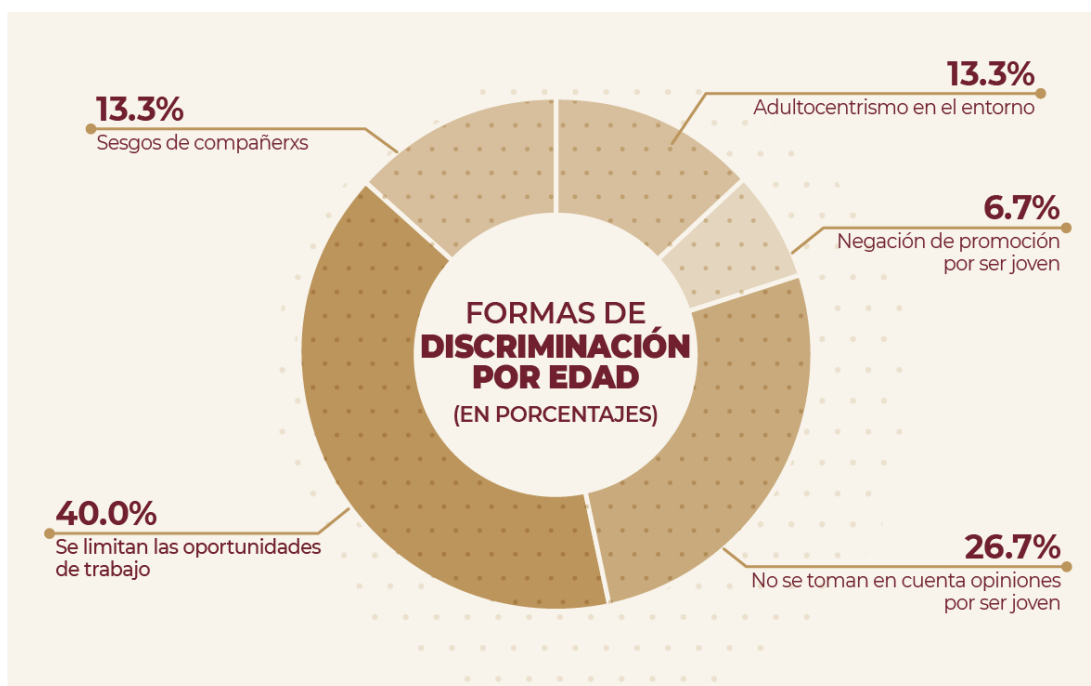 FORMAS DE
DISCRIMINACIÓN
POR EDAD
(EN PORCENTAJES)
13.3%
Adultocentrismo en el entorno
6.7%
Negación de promoción
por ser joven
26.7%
No se toman en cuenta opiniones
por ser joven
40.0%
Se limitan las oportunidades
de trabajo
13.3%
Sesgos de compañerxs